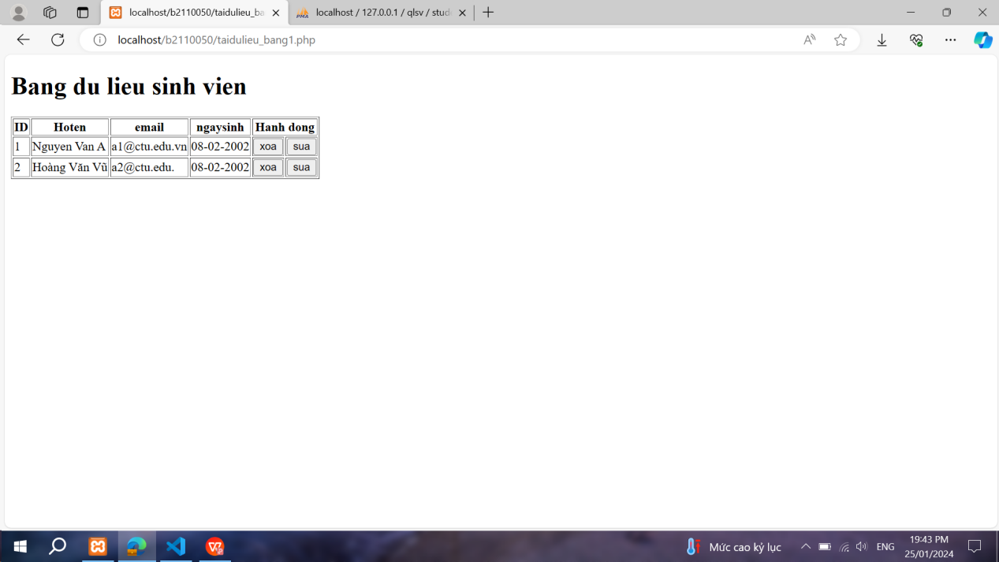 localhost/b2110050/taidulieu_ba
localhost / 127.0.0.1 / qlsv / stude
localhost/b2110050/taidulieu_bang1.php
Bang du lieu sinh vien
ID Hoten email ngaysinh Hanh dong
1 Nguyen Van A a1@ctu.edu.vn 08-02-2002 xoa sua
2 Hoàng Văn Vũ a2@ctu.edu. 08-02-2002 xoa sua
Mức cao kỷ lục
ENG
19:43 PM
25/01/2024